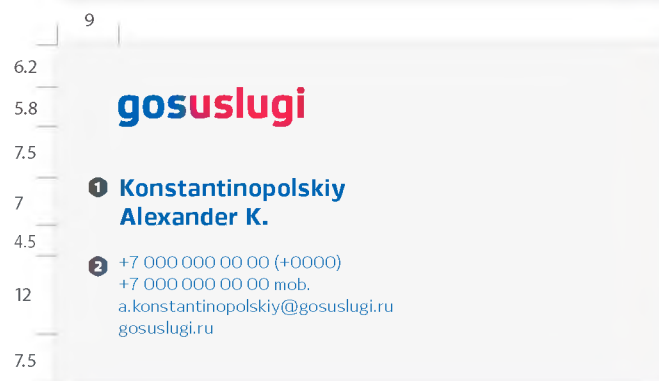 9
6.2
gosuslugi
5.8
7.5
1 Konstantinopolskiy
7
Alexander K.
4.5
2 +7 000 000 00 00 (+0000)
+7 000 000 00 00 mob.
12
a.konstantinopolskiy@gosuslugi.ru
gosuslugi.ru
7.5